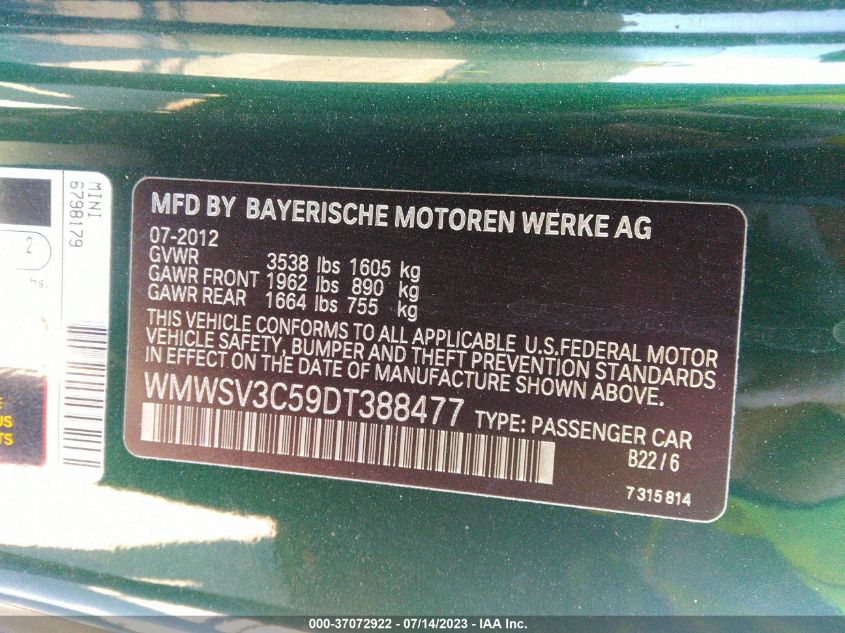 MINI
6798179
2
bs.
E
US
TS
MFD BY BAYERISCHE MOTOREN WERKE AG
07-2012
GVWR 3538 lbs 1605 kg
GAWR FRONT 1962 lbs 890 kg
GAWR REAR 1664 lbs 755 kg
THIS VEHICLE CONFORMS TO ALL APPLICABLE U.S.FEDERAL MOTOR
VEHICLE SAFETY, BUMPER AND THEFT PREVENTION STANDARDS
IN EFFECT ON THE DATE OF MANUFACTURE SHOWN ABOVE.
WMWSV3C59DT388477 TYPE: PASSENGER CAR
B22/6
7 315 814
000-37072922 - 07/14/2023 - IAA Inc.